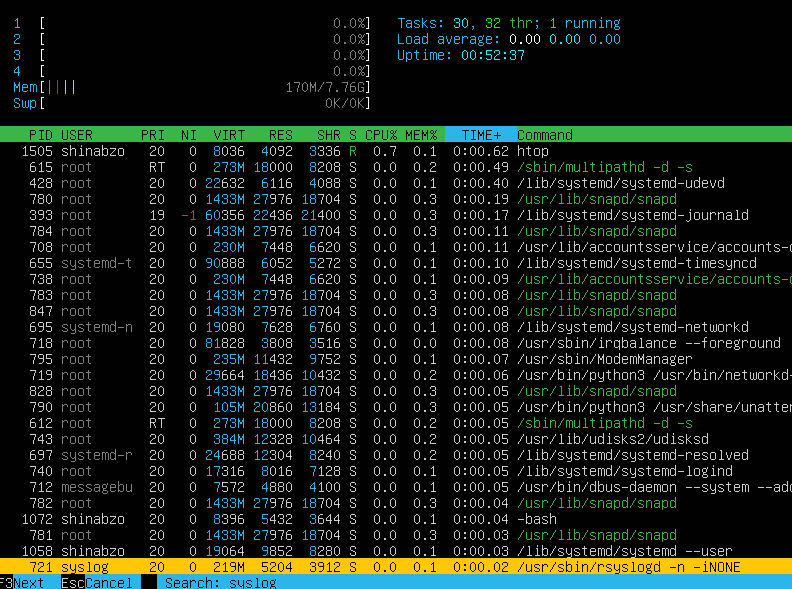 1 [ 0.0%] Tasks: 30, 32 thr; 1 running
2 [ 0.0%] Load average: 0.00 0.00 0.00
3 [ 0.0%] Uptime: 00:52:37
4 [ 0.0%]
Mem[|||| 170M/7.76G]
Swp[ 0K/0K]
PID USER PRI NI VIRT RES SHR S CPU% MEM% TIME+ Command
1505 shinabzo 20 0 8036 4092 3336 R 0.7 0.1 0:00.62 htop
615 root RT 0 273M 18000 8208 S 0.0 0.2 0:00.49 /sbin/multipathd -d -s
428 root 20 0 22632 6116 4088 S 0.0 0.1 0:00.40 /lib/systemd/systemd-udevd
780 root 20 0 1433M 27976 18704 S 0.0 0.3 0:00.19 /usr/lib/snapd/snapd
393 root 19 -1 60356 22436 21400 S 0.0 0.3 0:00.17 /lib/systemd/systemd-journald
784 root 20 0 1433M 27976 18704 S 0.0 0.3 0:00.11 /usr/lib/snapd/snapd
708 root 20 0 230M 7448 6620 S 0.0 0.1 0:00.11 /usr/lib/accountsservice/accounts-d
655 systemd-t 20 0 90888 6052 5272 S 0.0 0.1 0:00.10 /lib/systemd/systemd-timesyncd
738 root 20 0 230M 7448 6620 S 0.0 0.1 0:00.09 /usr/lib/accountsservice/accounts-d
783 root 20 0 1433M 27976 18704 S 0.0 0.3 0:00.08 /usr/lib/snapd/snapd
847 root 20 0 1433M 27976 18704 S 0.0 0.3 0:00.08 /usr/lib/snapd/snapd
695 systemd-n 20 0 19080 7628 6760 S 0.0 0.1 0:00.08 /lib/systemd/systemd-networkd
718 root 20 0 81828 3808 3516 S 0.0 0.0 0:00.08 /usr/sbin/irqbalance --foreground
795 root 20 0 235M 11432 9752 S 0.0 0.1 0:00.07 /usr/sbin/ModemManager
719 root 20 0 29664 18436 10432 S 0.0 0.2 0:00.06 /usr/bin/python3 /usr/bin/networkd-
828 root 20 0 1433M 27976 18704 S 0.0 0.3 0:00.05 /usr/lib/snapd/snapd
790 root 20 0 105M 20860 13184 S 0.0 0.3 0:00.05 /usr/bin/python3 /usr/share/unatten
612 root RT 0 273M 18000 8208 S 0.0 0.2 0:00.05 /sbin/multipathd -d -s
743 root 20 0 384M 12328 10464 S 0.0 0.2 0:00.05 /usr/lib/udisks2/udisksd
697 systemd-r 20 0 24688 12304 8240 S 0.0 0.2 0:00.05 /lib/systemd/systemd-resolved
740 root 20 0 17316 8016 7128 S 0.0 0.1 0:00.05 /lib/systemd/systemd-logind
712 messagebu 20 0 7572 4880 4100 S 0.0 0.1 0:00.05 /usr/bin/dbus-daemon --system --add
782 root 20 0 1433M 27976 18704 S 0.0 0.3 0:00.04 /usr/lib/snapd/snapd
1072 shinabzo 20 0 8396 5432 3644 S 0.0 0.1 0:00.04 -bash
781 root 20 0 1433M 27976 18704 S 0.0 0.3 0:00.03 /usr/lib/snapd/snapd
1058 shinabzo 20 0 19064 9852 8280 S 0.0 0.1 0:00.03 /lib/systemd/systemd --user
721 syslog 20 0 219M 5204 3912 S 0.0 0.1 0:00.02 /usr/sbin/rsyslogd -n -iNONE
F3Next EscCancel Search: syslog